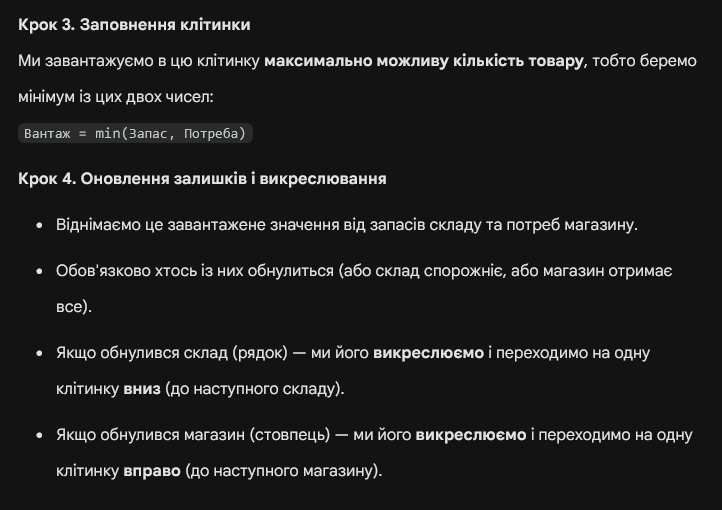 Крок 3. Заповнення клітинки
Ми завантажуємо в цю клітинку максимально можливу кількість товару, тобто беремо
мінімум із цих двох чисел:
Вантаж = min(Запас, Потреба)
Крок 4. Оновлення залишків і викреслювання
• Віднімаємо це завантажене значення від запасів складу та потреб магазину.
• Обов'язково хтось із них обнулиться (або склад спорожніє, або магазин отримає
все).
• Якщо обнулився склад (рядок) — ми його викреслюємо і переходимо на одну
клітинку вниз (до наступного складу).
• Якщо обнулився магазин (стовпець) — ми його викреслюємо і переходимо на одну
клітинку вправо (до наступного магазину).